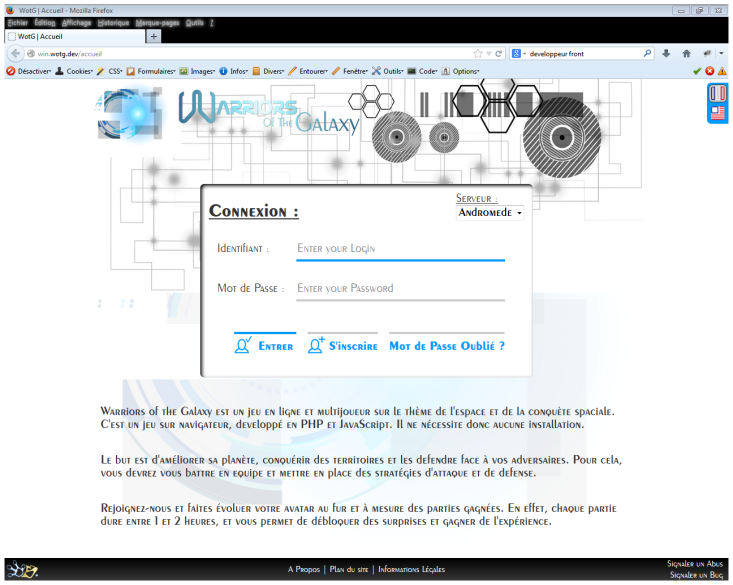 WotG | Accueil - Mozilla Firefox
Fichier Édition Affichage Historique Marque-pages Outils ?
WotG | Accueil +
win.wotg.dev/accueil developpeur front
Désactiver Cookies CSS Formulaires Images Infos Divers Entourer Fenêtre Outils Code Options
Warriors
Of The Galaxy
Connexion :
Serveur :
Andromede
Identifiant : Enter your Login
Mot de Passe : Enter your Password
Entrer S'inscrire Mot de Passe Oublié ?
Warriors of the Galaxy est un jeu en ligne et multijoueur sur le thème de l'espace et de la conquète spaciale.
C'est un jeu sur navigateur, developpé en PHP et JavaScript. Il ne nécessite donc aucune installation.
Le but est d'améliorer sa planète, conquérir des territoires et les defendre face à vos adversaires. Pour cela,
vous devrez vous battre en equipe et mettre en place des stratégies d'attaque et de defense.
Rejoignez-nous et faites évoluer votre avatar au fur et à mesure des parties gagnées. En effet, chaque partie
dure entre 1 et 2 heures, et vous permet de débloquer des surprises et gagner de l'expérience.
A Propos | Plan du site | Informations Légales
Signaler un Abus
Signaler un Bug